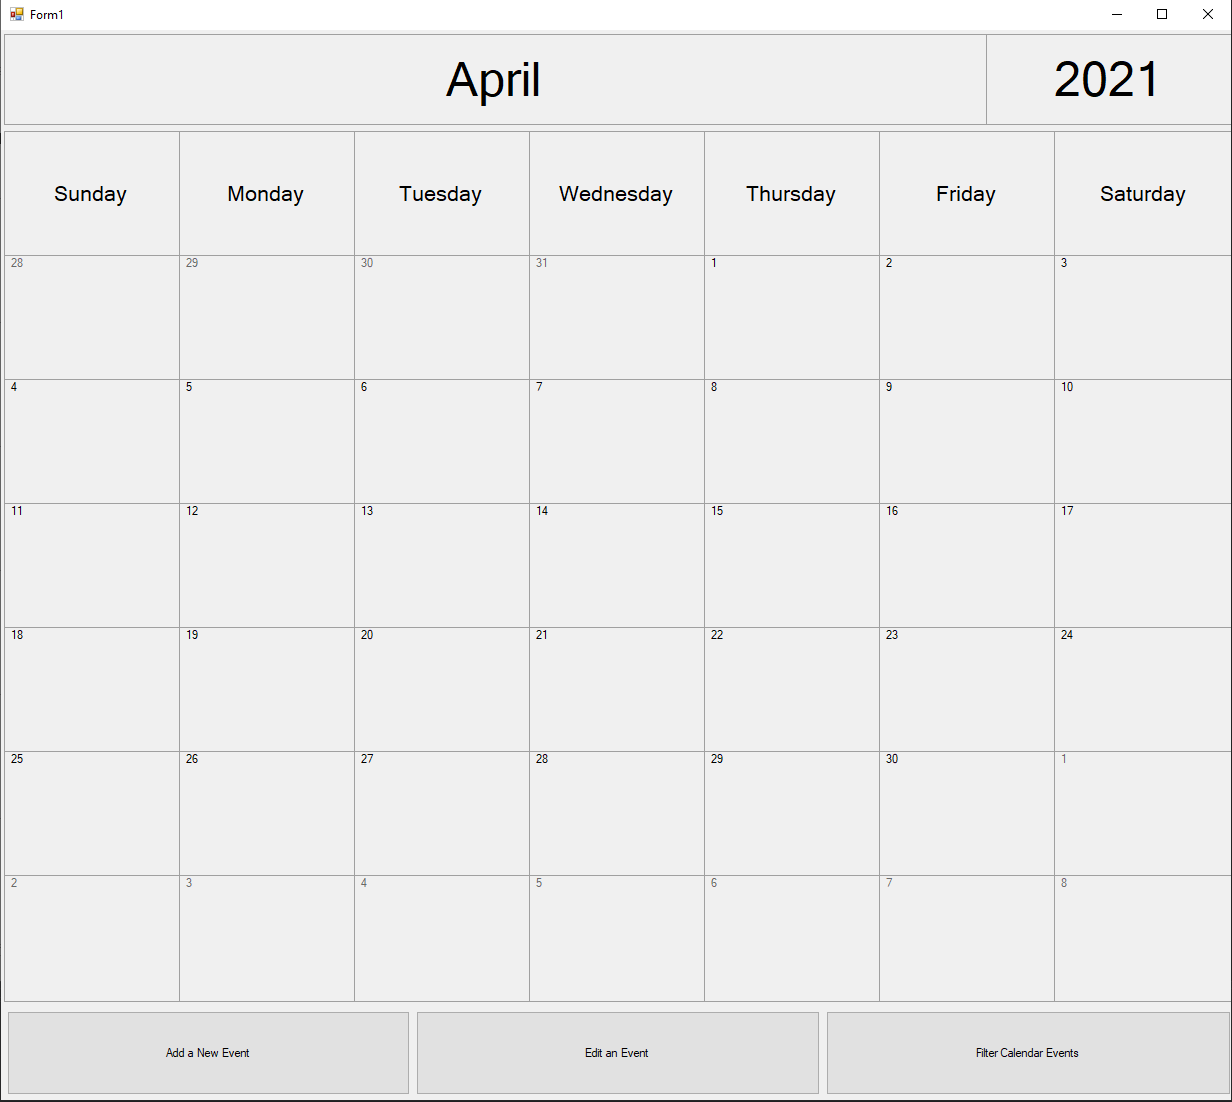 Form1
April 2021
Sunday Monday Tuesday Wednesday Thursday Friday Saturday
28 29 30 31 1 2 3
4 5 6 7 8 9 10
11 12 13 14 15 16 17
18 19 20 21 22 23 24
25 26 27 28 29 30 1
2 3 4 5 6 7 8
Add a New Event Edit an Event Filter Calendar Events